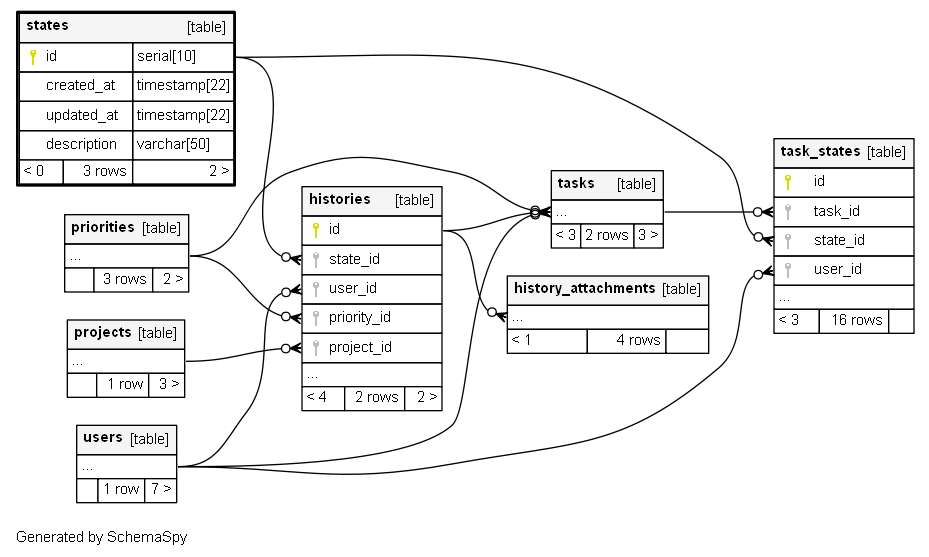 states [table]
id serial[10]
created_at timestamp[22]
updated_at timestamp[22]
description varchar[50]
< 0 3 rows 2 >
priorities [table]
...
3 rows 2 >
projects [table]
...
1 row 3 >
users [table]
...
1 row 7 >
histories [table]
id
state_id
user_id
priority_id
project_id
...
< 4 2 rows 2 >
tasks [table]
...
< 3 2 rows 3 >
history_attachments [table]
...
< 1 4 rows
task_states [table]
id
task_id
state_id
user_id
...
< 3 16 rows
Generated by SchemaSpy